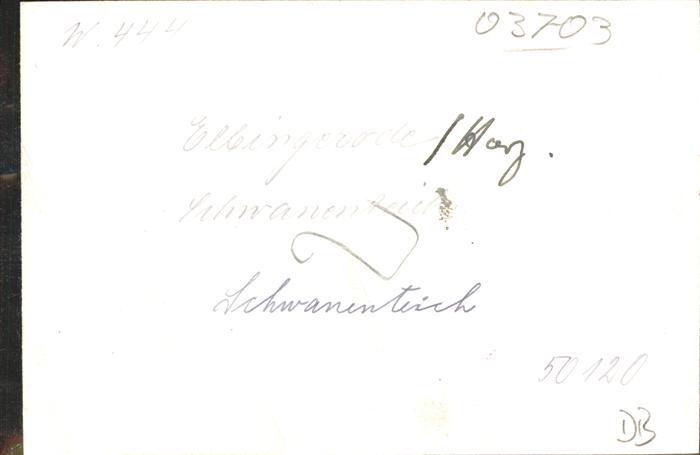 W. 444
03703
Elbingerode /Harz.
Schwanenteich
Schwanenteich
50120
DB